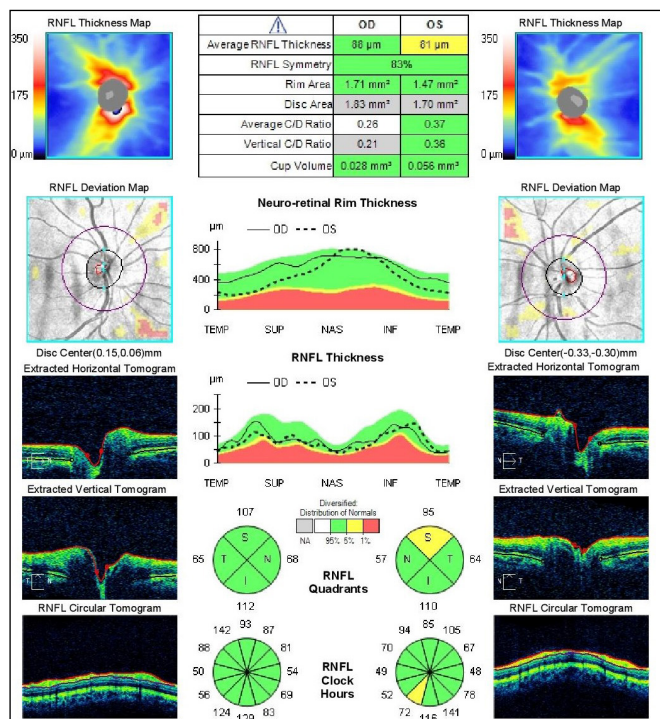 RNFL Thickness Map
350
175
0 µm
OD OS
Average RNFL Thickness 88 µm 81 µm
RNFL Symmetry 83%
Rim Area 1.71 mm² 1.47 mm²
Disc Area 1.83 mm² 1.70 mm²
Average C/D Ratio 0.26 0.37
Vertical C/D Ratio 0.21 0.36
Cup Volume 0.028 mm³ 0.056 mm³
RNFL Thickness Map
350
175
0 µm
RNFL Deviation Map
Disc Center(0.15,0.06)mm
Neuro-retinal Rim Thickness
µm OD OS
800
400
0
TEMP SUP NAS INF TEMP
RNFL Deviation Map
Disc Center(-0.33,-0.30)mm
Extracted Horizontal Tomogram
N T
RNFL Thickness
µm OD OS
200
100
0
TEMP SUP NAS INF TEMP
Extracted Horizontal Tomogram
N T
Extracted Vertical Tomogram
Extracted Vertical Tomogram
Diversified:
Distribution of Normals
NA 95% 5% 1%
107
S
65 T N 68
I
112
RNFL
Quadrants
95
S
57 N T 64
I
110
RNFL Circular Tomogram
93
142 87
88 81
50 54
56 69
124 83
129
RNFL
Clock
Hours
85
94 105
70 67
49 48
52 78
72 141
116
RNFL Circular Tomogram